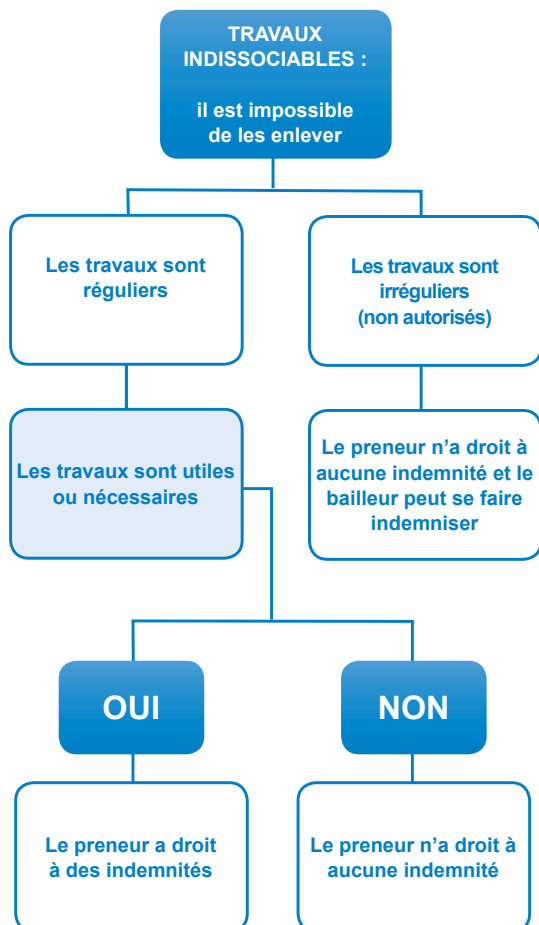 TRAVAUX
INDISSOCIABLES :
il est impossible
de les enlever
Les travaux sont
réguliers
Les travaux sont
irréguliers
(non autorisés)
Les travaux sont utiles
ou nécessaires
Le preneur n’a droit à
aucune indemnité et le
bailleur peut se faire
indemniser
OUI
NON
Le preneur a droit
à des indemnités
Le preneur n’a droit à
aucune indemnité